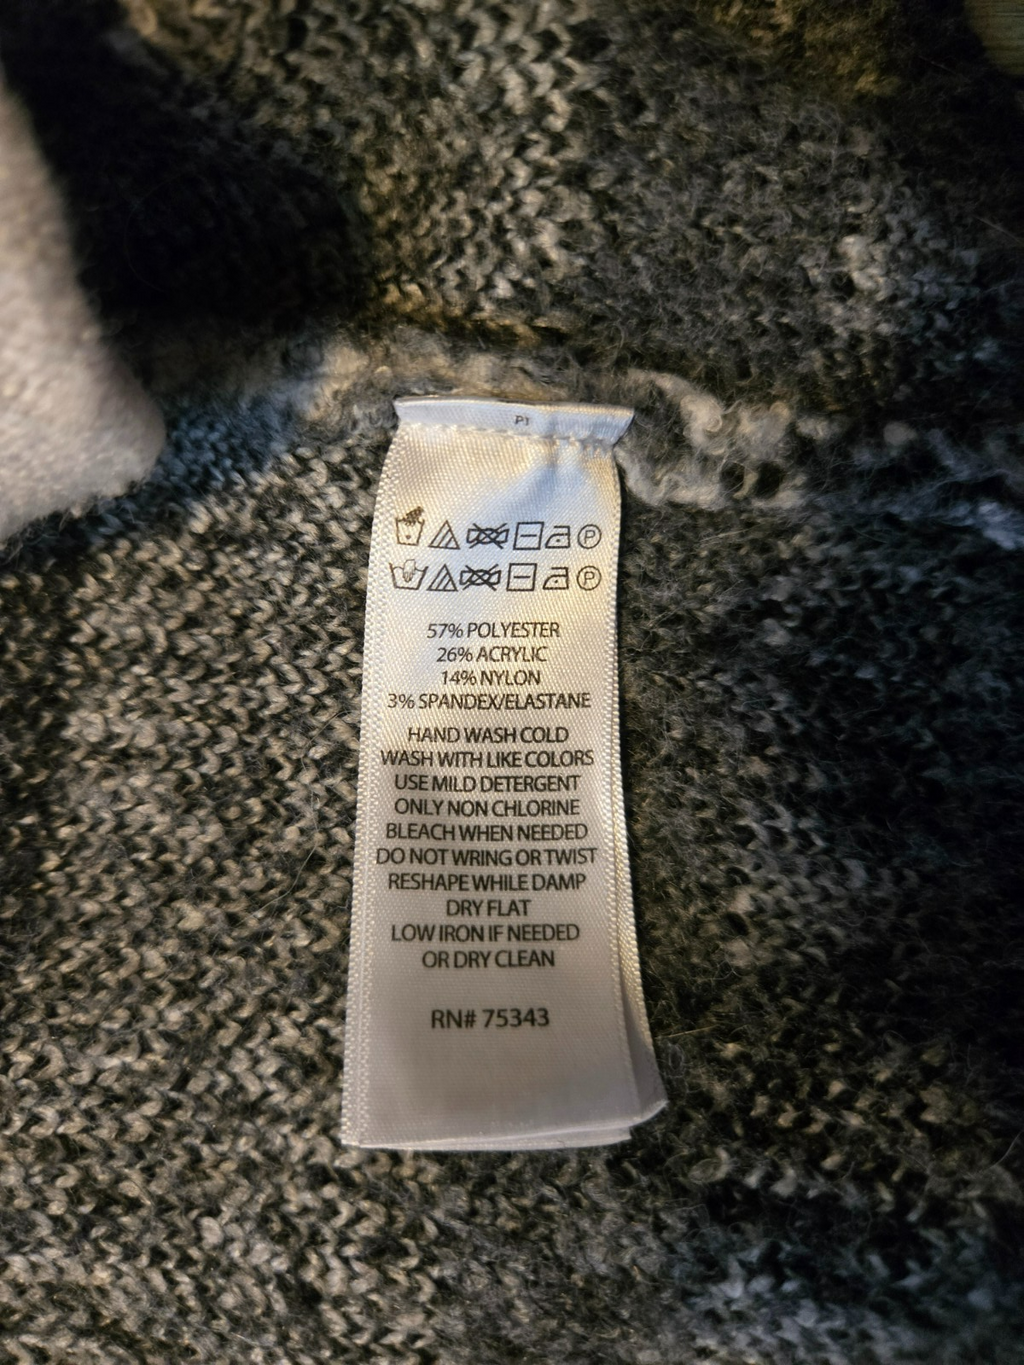 P1
P P
57% POLYESTER
26% ACRYLIC
14% NYLON
3% SPANDEX/ELASTANE
HAND WASH COLD
WASH WITH LIKE COLORS
USE MILD DETERGENT
ONLY NON CHLORINE
BLEACH WHEN NEEDED
DO NOT WRING OR TWIST
RESHAPE WHILE DAMP
DRY FLAT
LOW IRON IF NEEDED
OR DRY CLEAN
RN# 75343